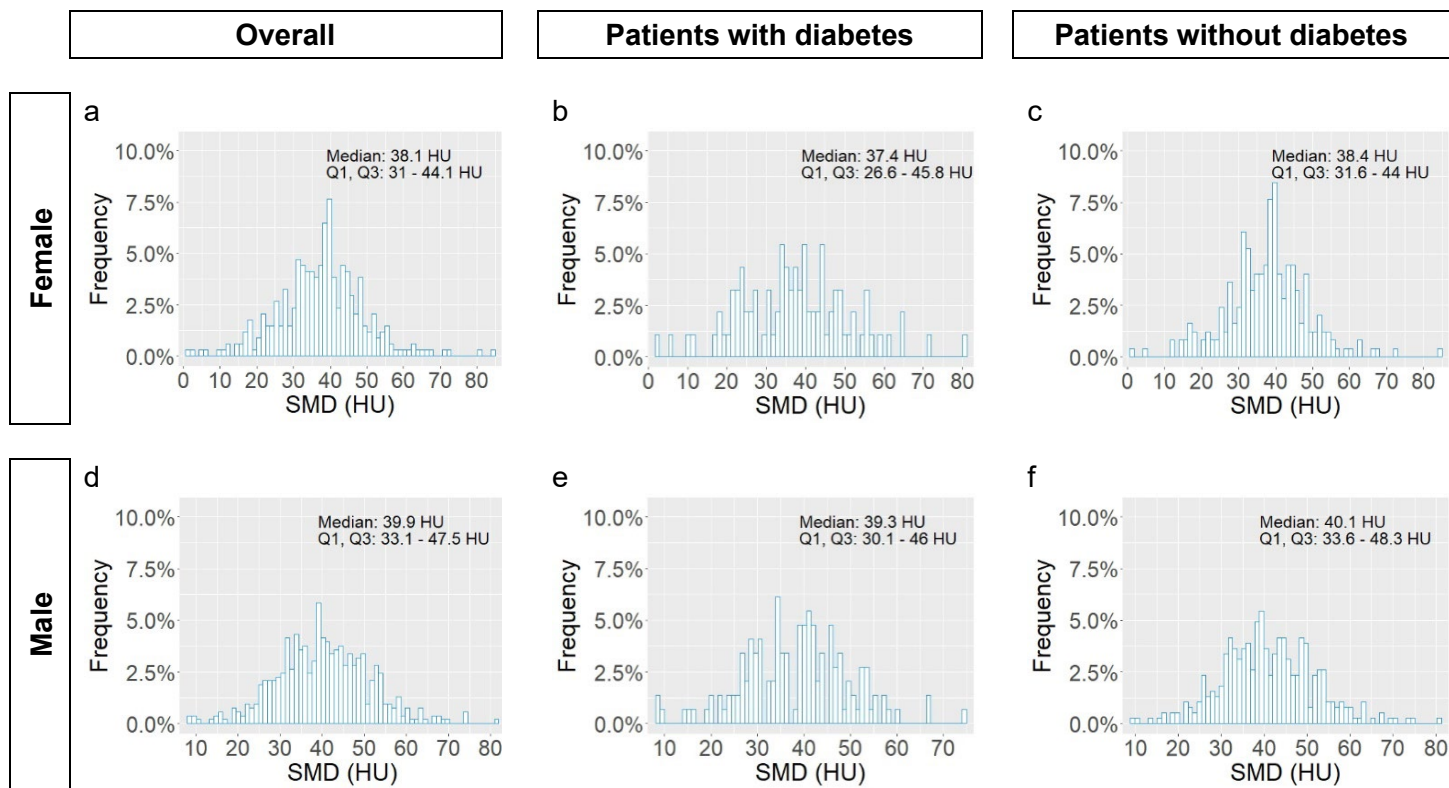 Overall
Patients with diabetes
Patients without diabetes
Female
a
10.0%
7.5%
5.0%
2.5%
0.0%
Frequency
Median: 38.1 HU
Q1, Q3: 31 - 44.1 HU
0 10 20 30 40 50 60 70 80
SMD (HU)
b
10.0%
7.5%
5.0%
2.5%
0.0%
Frequency
Median: 37.4 HU
Q1, Q3: 26.6 - 45.8 HU
0 10 20 30 40 50 60 70 80
SMD (HU)
c
10.0%
7.5%
5.0%
2.5%
0.0%
Frequency
Median: 38.4 HU
Q1, Q3: 31.6 - 44 HU
0 10 20 30 40 50 60 70 80
SMD (HU)
Male
d
10.0%
7.5%
5.0%
2.5%
0.0%
Frequency
Median: 39.9 HU
Q1, Q3: 33.1 - 47.5 HU
10 20 30 40 50 60 70 80
SMD (HU)
e
10.0%
7.5%
5.0%
2.5%
0.0%
Frequency
Median: 39.3 HU
Q1, Q3: 30.1 - 46 HU
10 20 30 40 50 60 70
SMD (HU)
f
10.0%
7.5%
5.0%
2.5%
0.0%
Frequency
Median: 40.1 HU
Q1, Q3: 33.6 - 48.3 HU
10 20 30 40 50 60 70 80
SMD (HU)